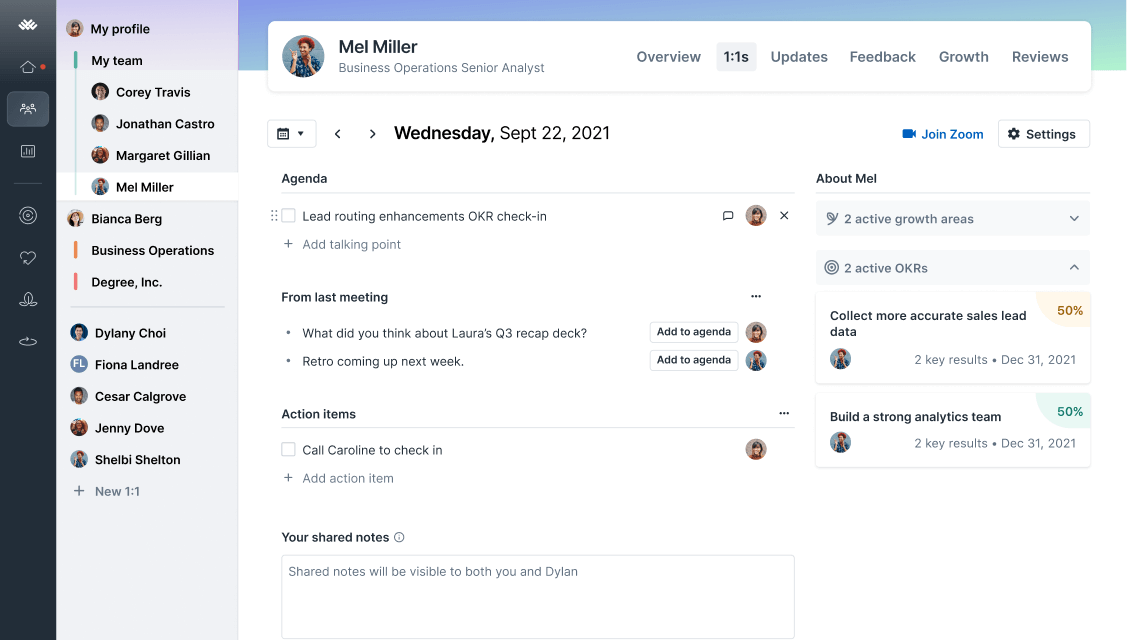 My profile
My team
Corey Travis
Jonathan Castro
Margaret Gillian
Mel Miller
Bianca Berg
Business Operations
Degree, Inc.
Dylany Choi
FL Fiona Landree
Cesar Calgrove
Jenny Dove
Shelbi Shelton
+ New 1:1
Mel Miller
Business Operations Senior Analyst
Overview 1:1s Updates Feedback Growth Reviews
Wednesday, Sept 22, 2021
Join Zoom Settings
Agenda
Lead routing enhancements OKR check-in
+ Add talking point
From last meeting
• What did you think about Laura's Q3 recap deck? Add to agenda
• Retro coming up next week. Add to agenda
Action items
Call Caroline to check in
+ Add action item
Your shared notes
Shared notes will be visible to both you and Dylan
About Mel
2 active growth areas
2 active OKRs
50%
Collect more accurate sales lead
data
2 key results • Dec 31, 2021
50%
Build a strong analytics team
2 key results • Dec 31, 2021